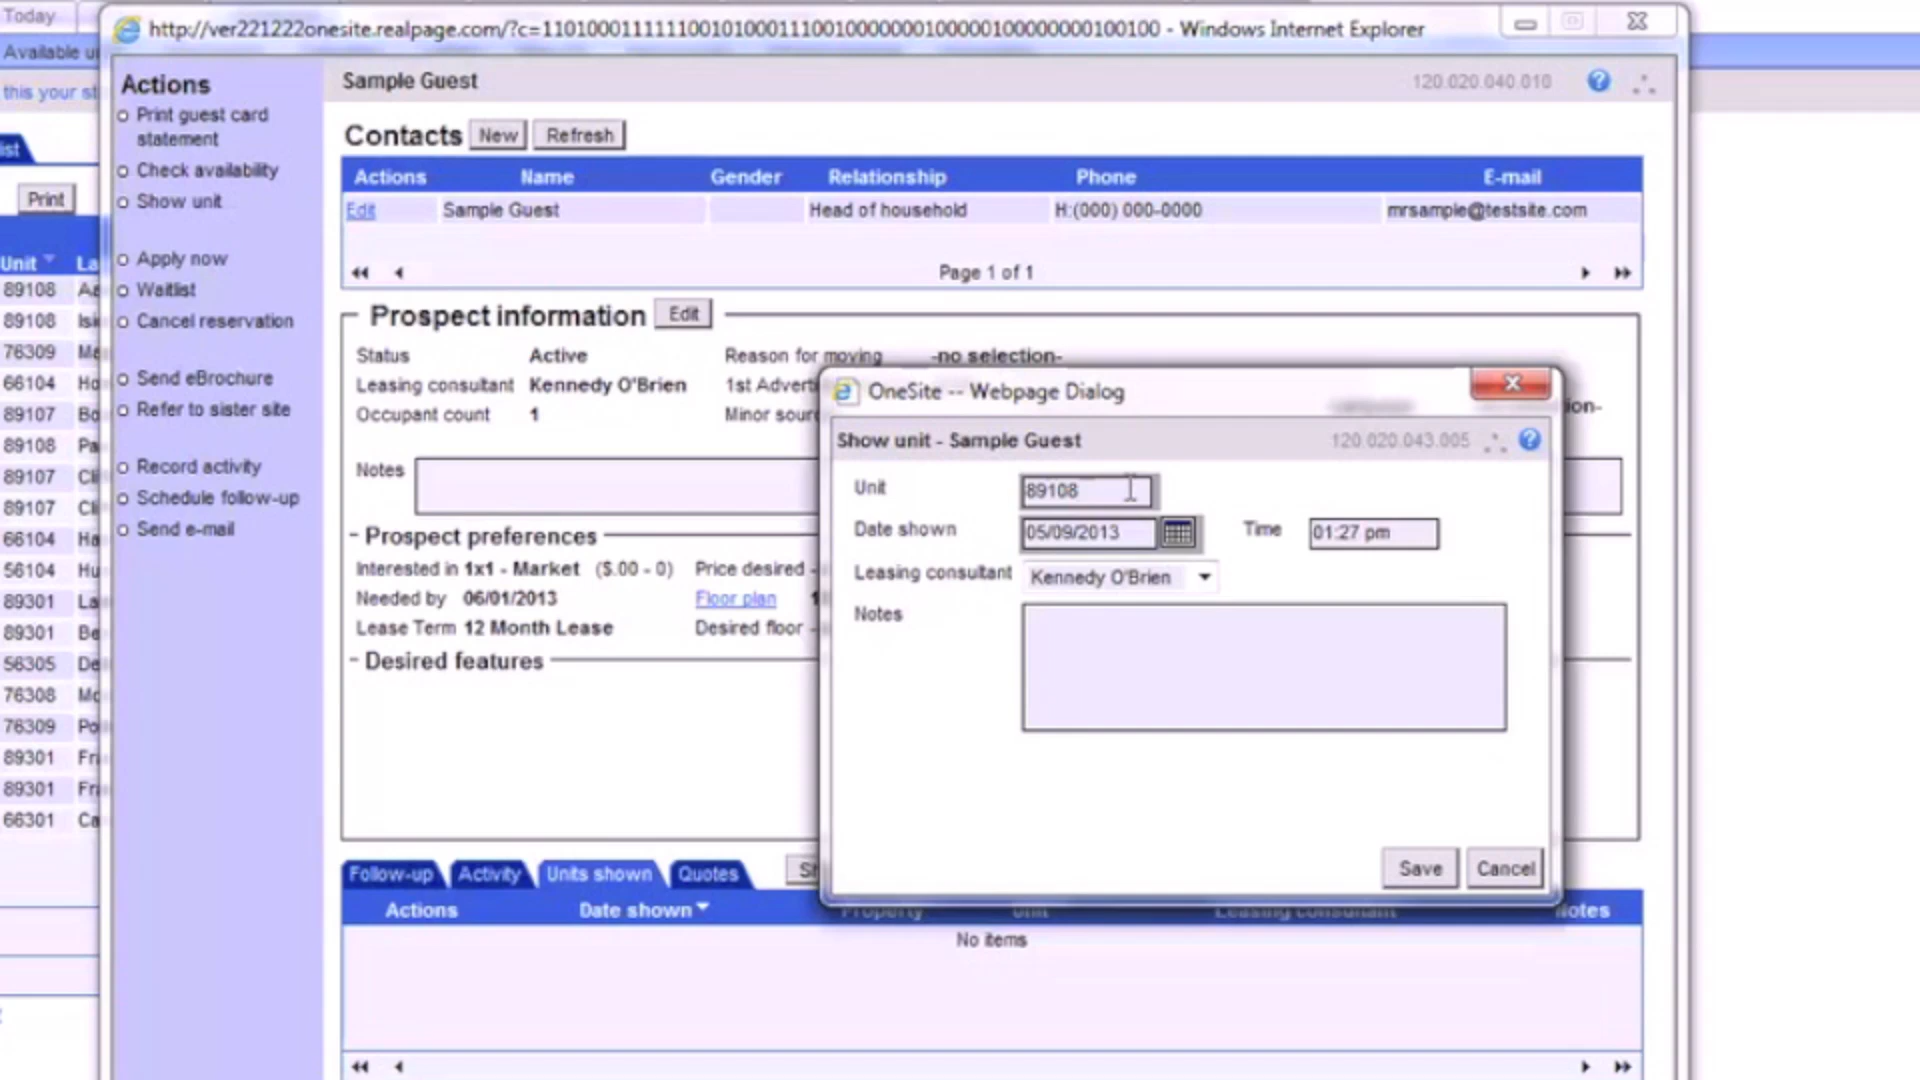 Today
http://ver221222onesite.realpage.com/?c=1101000111111001010001110010000000100000100000000100100 - Windows Internet Explorer
Available
this your
Print
Unit
89108
89108
76309
66104
89107
89108
89107
89107
66104
56104
89301
89301
56305
76308
76309
89301
89301
66301
Actions
Print guest card
statement
Check availability
Show unit
Apply now
Waitlist
Cancel reservation
Send eBrochure
Refer to sister site
Record activity
Schedule follow-up
Send e-mail
Sample Guest 120.020.040.010 ?
Contacts New Refresh
Actions Name Gender Relationship Phone E-mail
Edit Sample Guest Head of household H:(000) 000-0000 mrsample@testsite.com
Page 1 of 1
Prospect information Edit
Status Active Reason for moving -no selection-
Leasing consultant Kennedy O'Brien 1st Adverti
Occupant count 1 Minor sour
Notes
Prospect preferences
Interested in 1x1 - Market ($.00 - 0) Price desired -
Needed by 06/01/2013 Floor plan
Lease Term 12 Month Lease Desired floor -
Desired features
OneSite -- Webpage Dialog
Show unit - Sample Guest 120.020.043.005 ?
Unit 89108
Date shown 05/09/2013 Time 01:27 pm
Leasing consultant Kennedy O'Brien
Notes
Save Cancel
Follow-up Activity Units shown Quotes
Actions Date shown Property Unit Leasing consultant Notes
No items